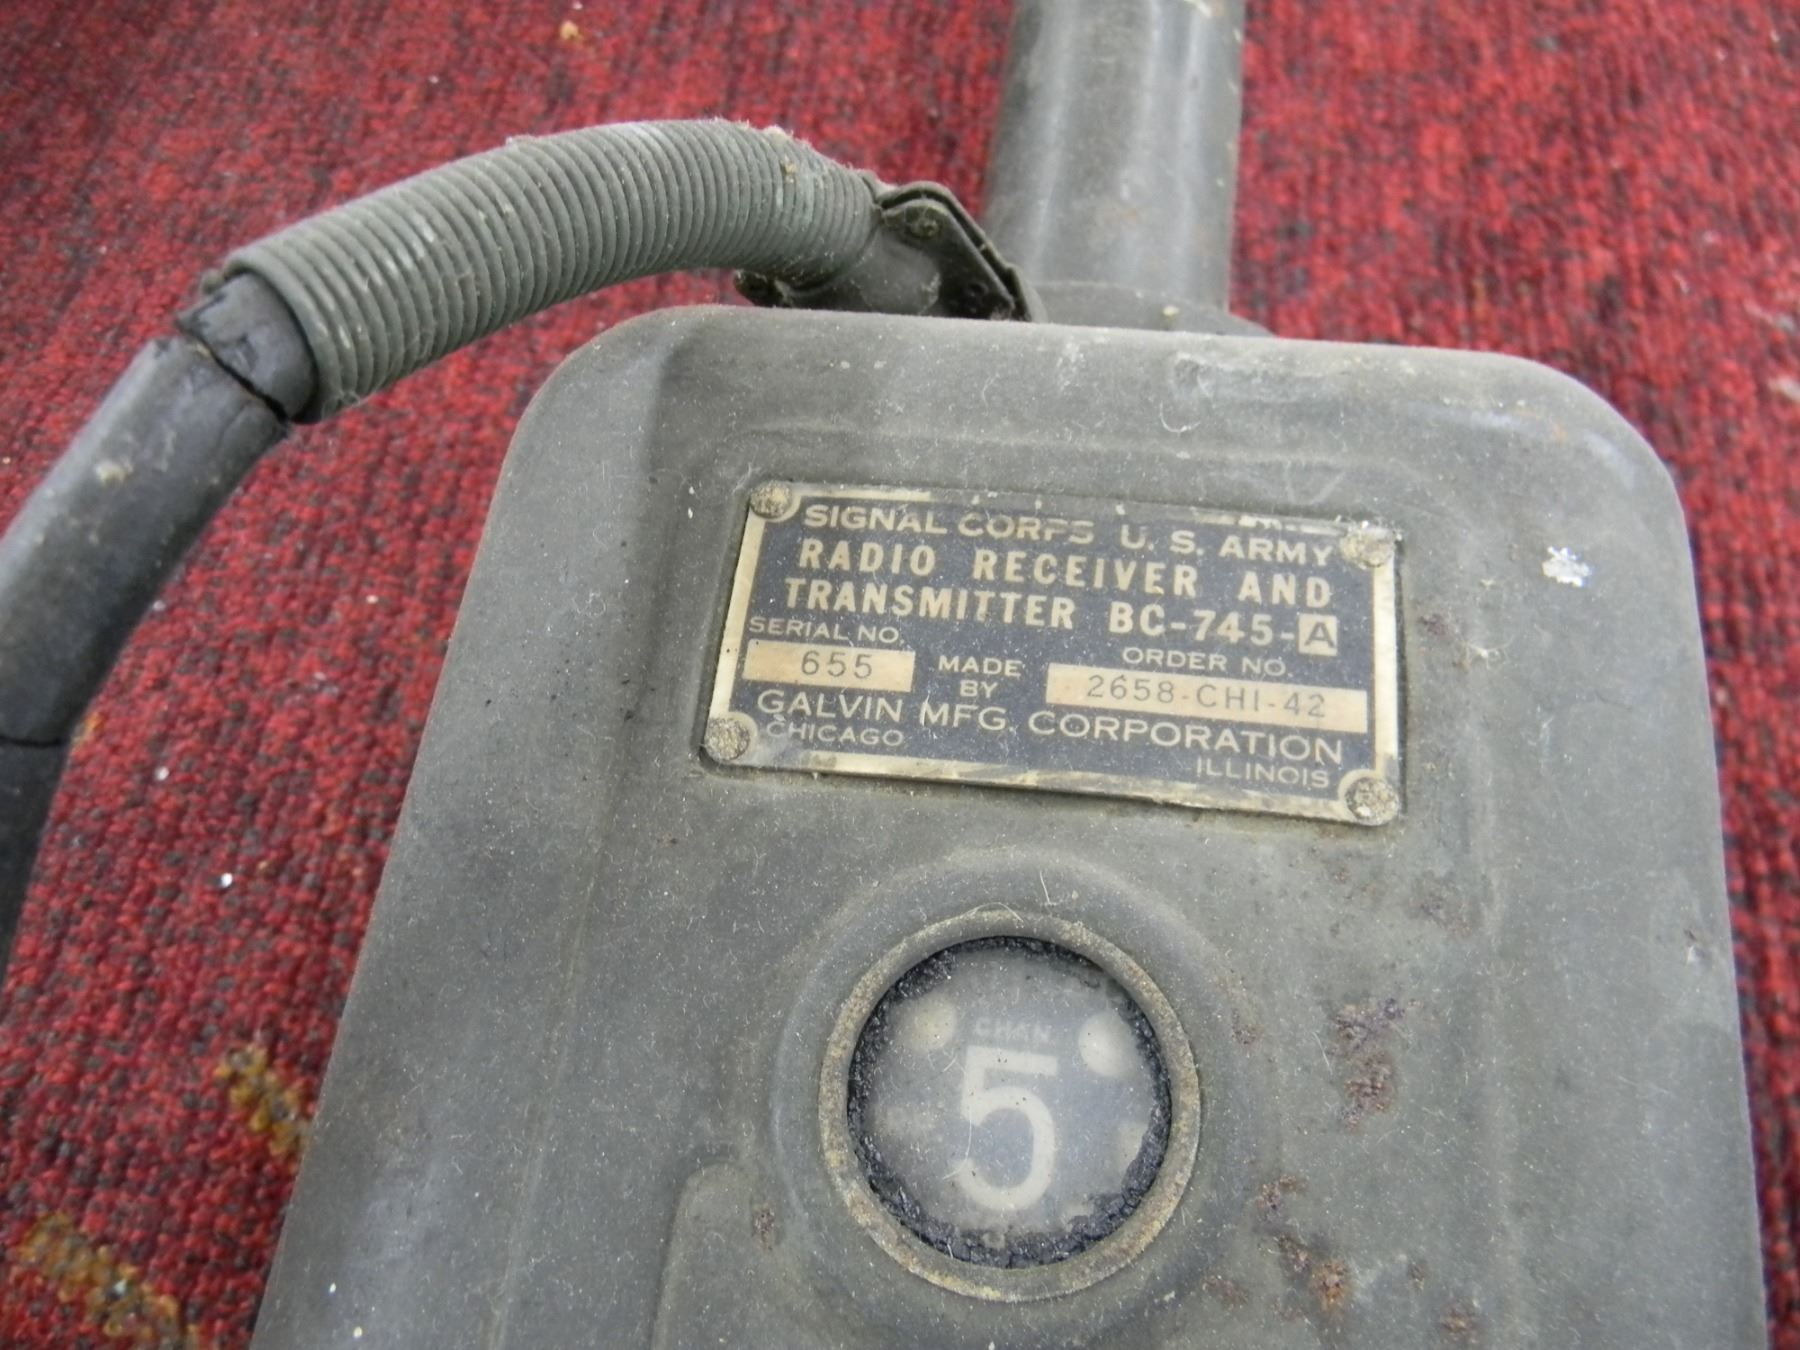 SIGNAL CORPS U. S. ARMY
RADIO RECEIVER AND
TRANSMITTER BC-745-A
SERIAL NO. ORDER NO.
655 MADE BY 2658-CHI-42
GALVIN MFG. CORPORATION
CHICAGO ILLINOIS
CHAN
5